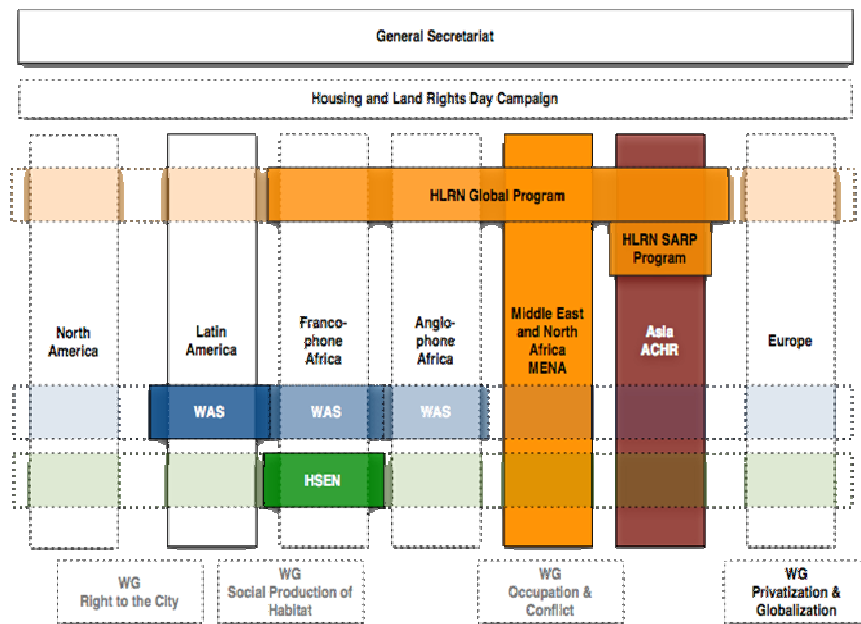 General Secretariat
Housing and Land Rights Day Campaign
HLRN Global Program
HLRN SARP
Program
North
America
Latin
America
Franco-
phone
Africa
Anglo-
phone
Africa
Middle East
and North
Africa
MENA
Asia
ACHR
Europe
WAS
WAS
WAS
HSEN
WG
Right to the City
WG
Social Production of
Habitat
WG
Occupation &
Conflict
WG
Privatization &
Globalization